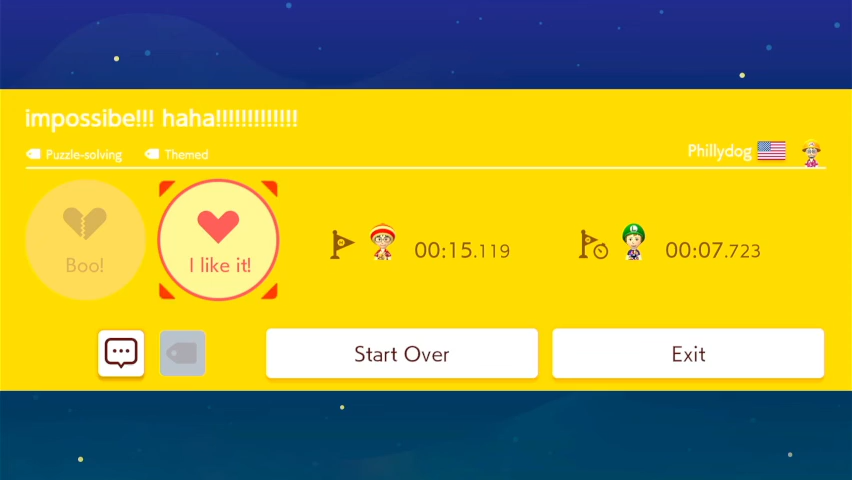 impossibe!!! haha!!!!!!!!!!!!!
Puzzle-solving Themed
Phillydog
Boo!
I like it!
00:15.119
00:07.723
Start Over
Exit